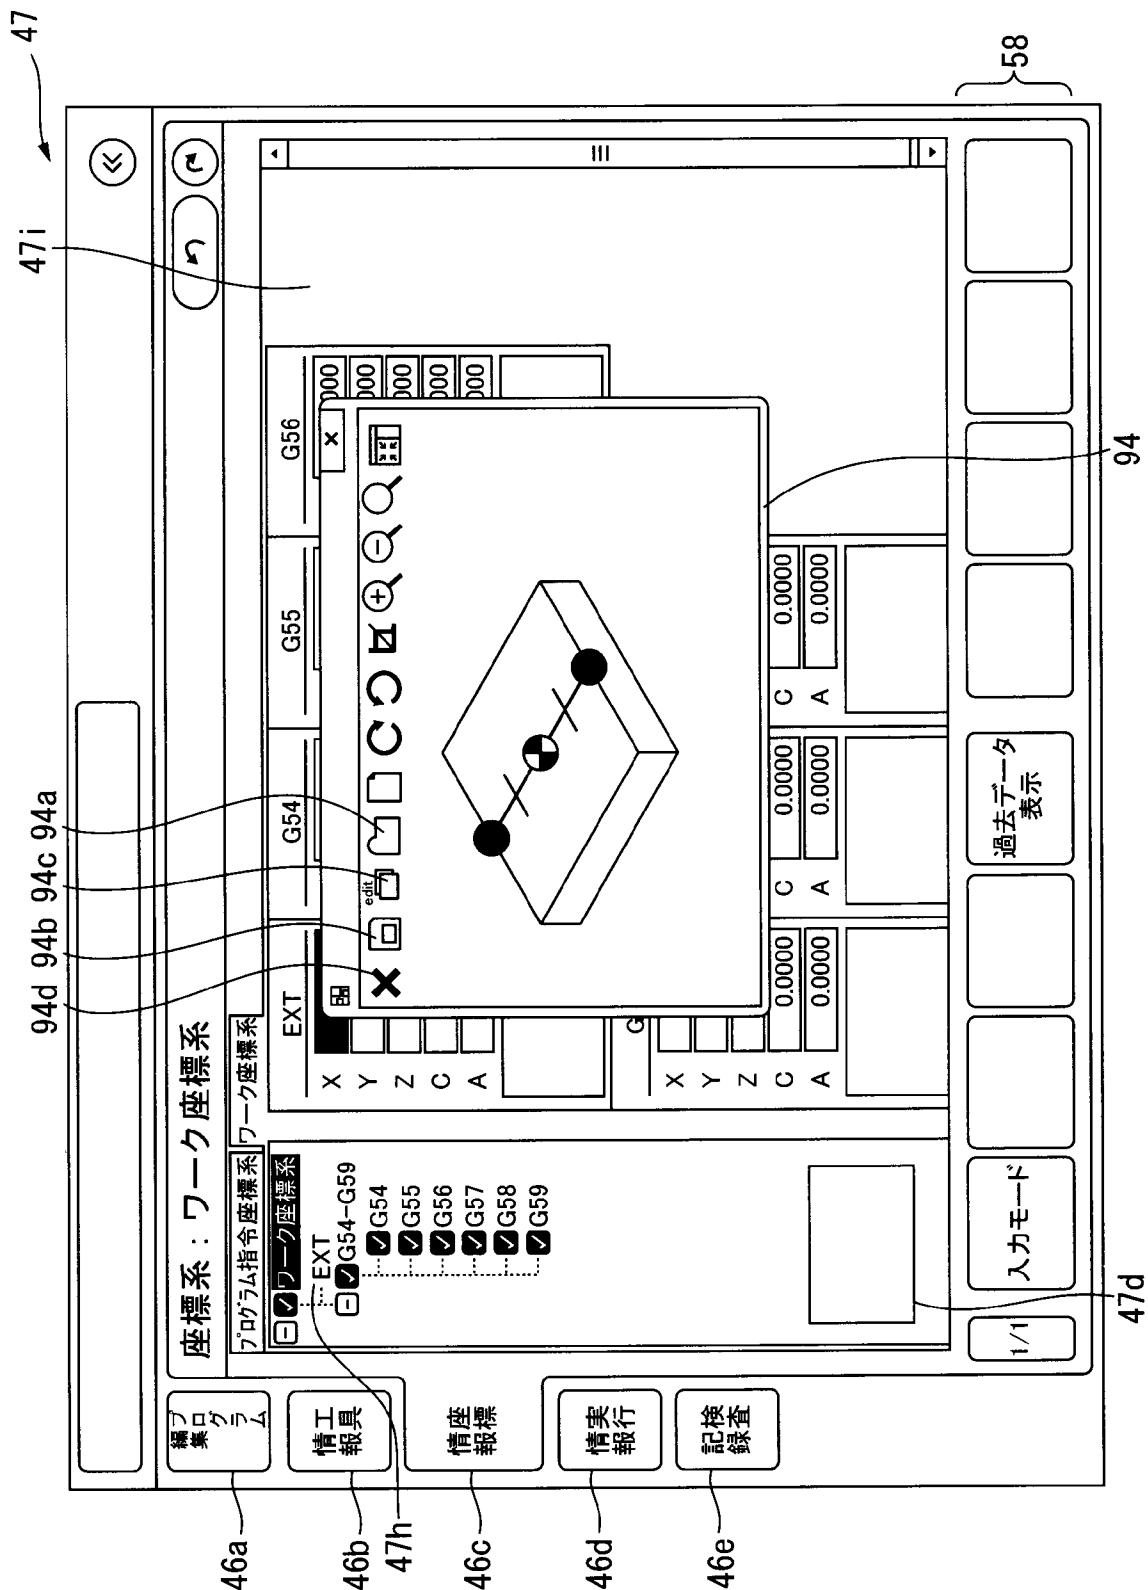 47
47i
58
座標系：ワーク座標系
プログラム指令座標系
ワーク座標系
プログラム
編集
工具
情報
座標
情報
実行
情報
検査
記録
46a
46b
47h
46c
46d
46e
ワーク座標系
EXT
G54-G59
G54
G55
G56
G57
G58
G59
94d 94b 94c 94a
EXT
G54
G55
G56
X
Y
Z
C
A
000
000
000
000
000
×
edit
G
X
Y
Z
C 0.0000
A 0.0000
C 0.0000
A 0.0000
C 0.0000
A 0.0000
94
1/1
入力モード
過去データ
表示
47d